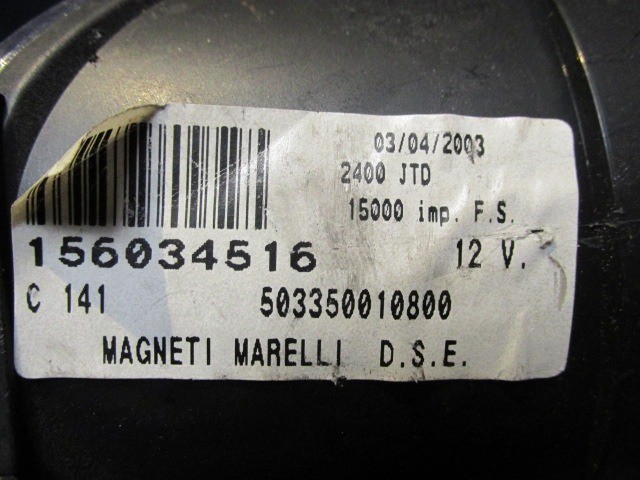 03/04/2003
2400 JTD
15000 imp. F.S.
156034516 12 V.
C 141 503350010800
MAGNETI MARELLI D.S.E.